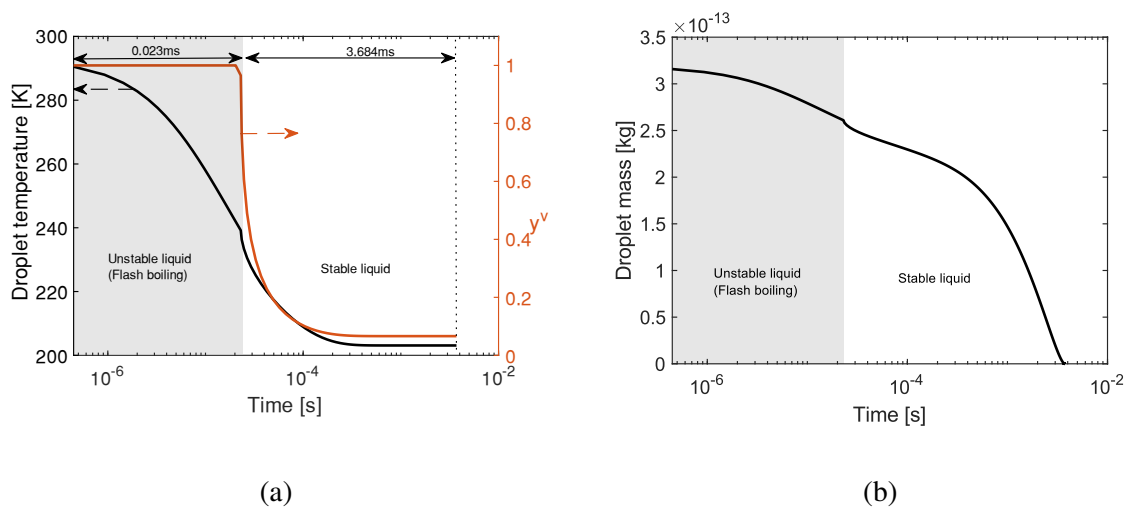 300
280
260
240
220
200
Droplet temperature [K]
0.023ms
3.684ms
Unstable liquid
(Flash boiling)
Stable liquid
1
0.8
0.6
0.4
0.2
0
y^v
10^-6
10^-4
10^-2
Time [s]
(a)
×10^-13
3.5
3
2.5
2
1.5
1
0.5
0
Droplet mass [kg]
Unstable liquid
(Flash boiling)
Stable liquid
10^-6
10^-4
10^-2
Time [s]
(b)